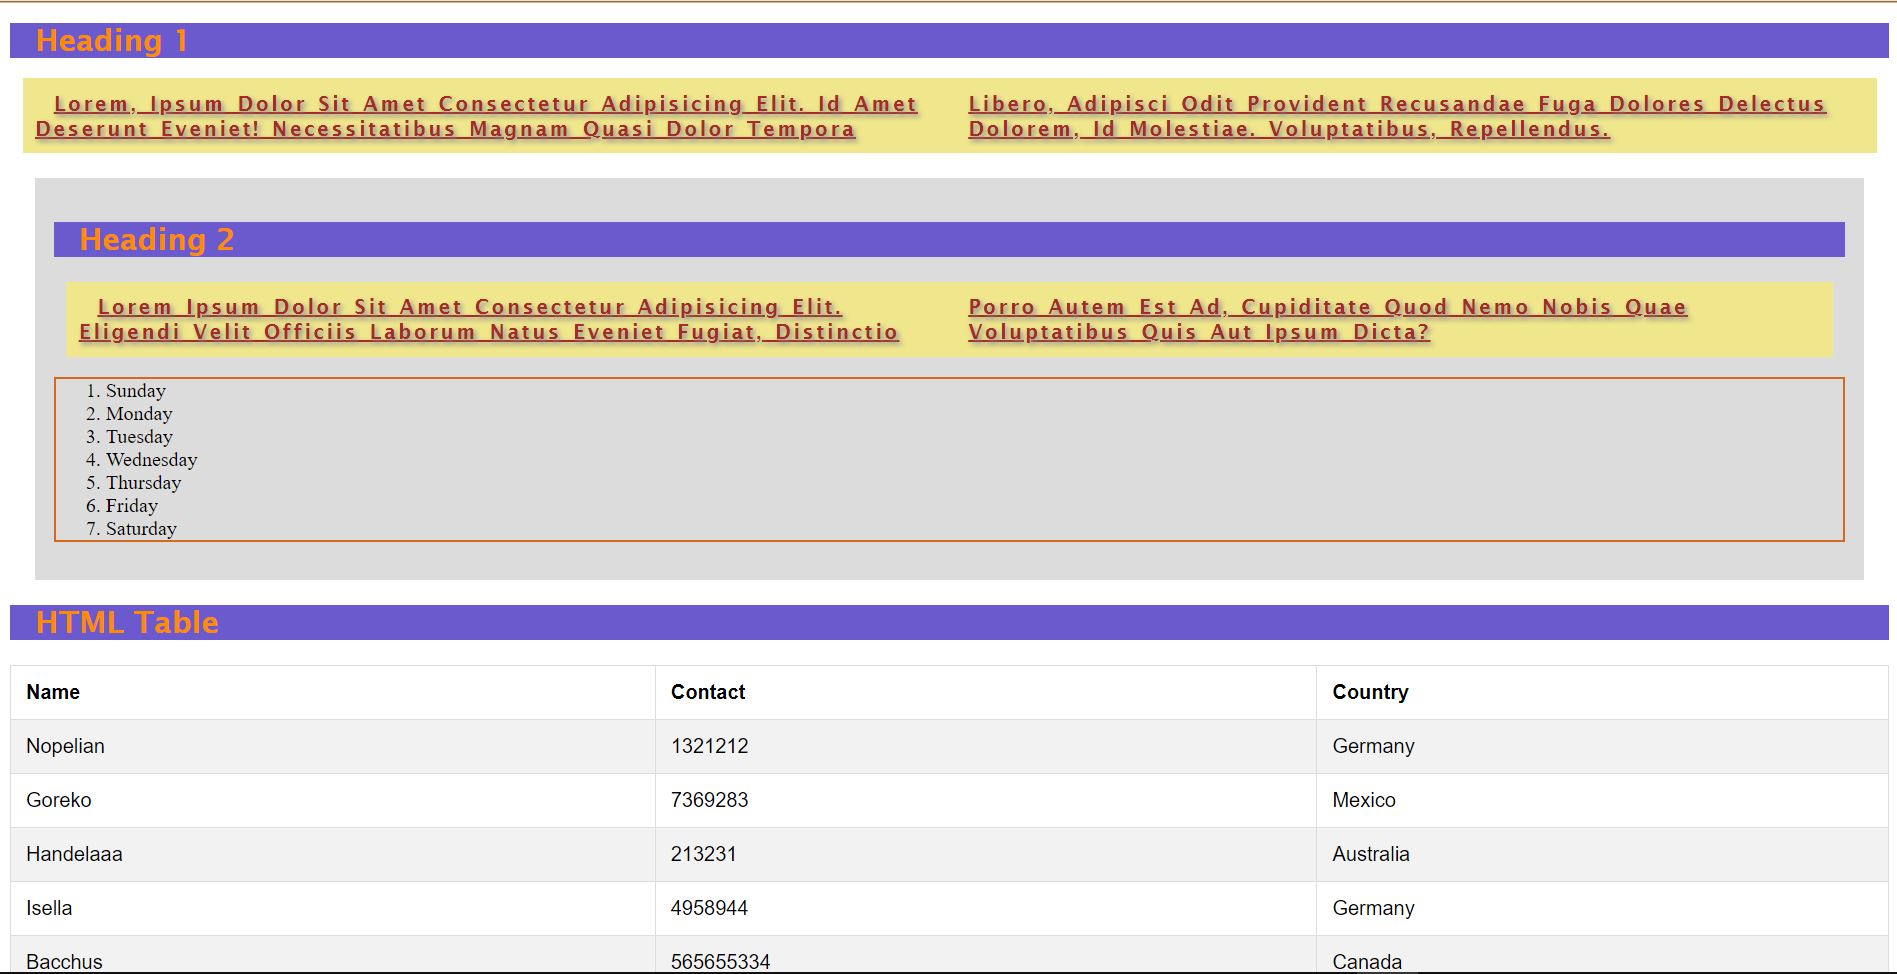 Heading 1
Lorem, Ipsum Dolor Sit Amet Consectetur Adipisicing Elit. Id Amet
Deserunt Eveniet! Necessitatibus Magnam Quasi Dolor Tempora
Libero, Adipisci Odit Provident Recusandae Fuga Dolores Delectus
Dolorem, Id Molestiae. Voluptatibus, Repellendus.
Heading 2
Lorem Ipsum Dolor Sit Amet Consectetur Adipisicing Elit.
Eligendi Velit Officiis Laborum Natus Eveniet Fugiat, Distinctio
Porro Autem Est Ad, Cupiditate Quod Nemo Nobis Quae
Voluptatibus Quis Aut Ipsum Dicta?
1. Sunday
2. Monday
3. Tuesday
4. Wednesday
5. Thursday
6. Friday
7. Saturday
HTML Table
Name Contact Country
Nopelian 1321212 Germany
Goreko 7369283 Mexico
Handelaaa 213231 Australia
Isella 4958944 Germany
Bacchus 565655334 Canada